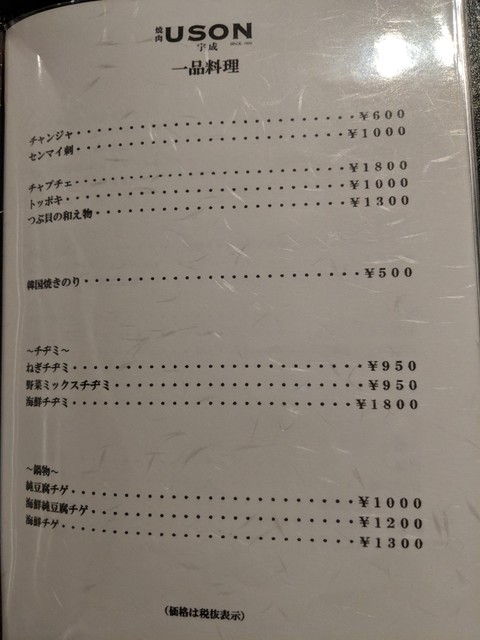 焼肉 USON
宇成
一品料理
チャンジャ・・・・・・・・・・・・・・・・・・・・・・¥600
センマイ刺・・・・・・・・・・・・・・・・・・・・・・¥1000
チャプチェ・・・・・・・・・・・・・・・・・・・・・・¥1800
トッポキ・・・・・・・・・・・・・・・・・・・・・・・¥1000
つぶ貝の和え物・・・・・・・・・・・・・・・・・・・・¥1300
韓国焼きのり・・・・・・・・・・・・・・・・・・・・・¥500
~チヂミ~
ねぎチヂミ・・・・・・・・・・・・・・・・・・・・・・¥950
野菜ミックスチヂミ・・・・・・・・・・・・・・・・・・¥950
海鮮チヂミ・・・・・・・・・・・・・・・・・・・・・・¥1800
~鍋物~
純豆腐チゲ・・・・・・・・・・・・・・・・・・・・・・¥1000
海鮮純豆腐チゲ・・・・・・・・・・・・・・・・・・・・¥1200
海鮮チゲ・・・・・・・・・・・・・・・・・・・・・・・¥1300
(価格は税抜表示)